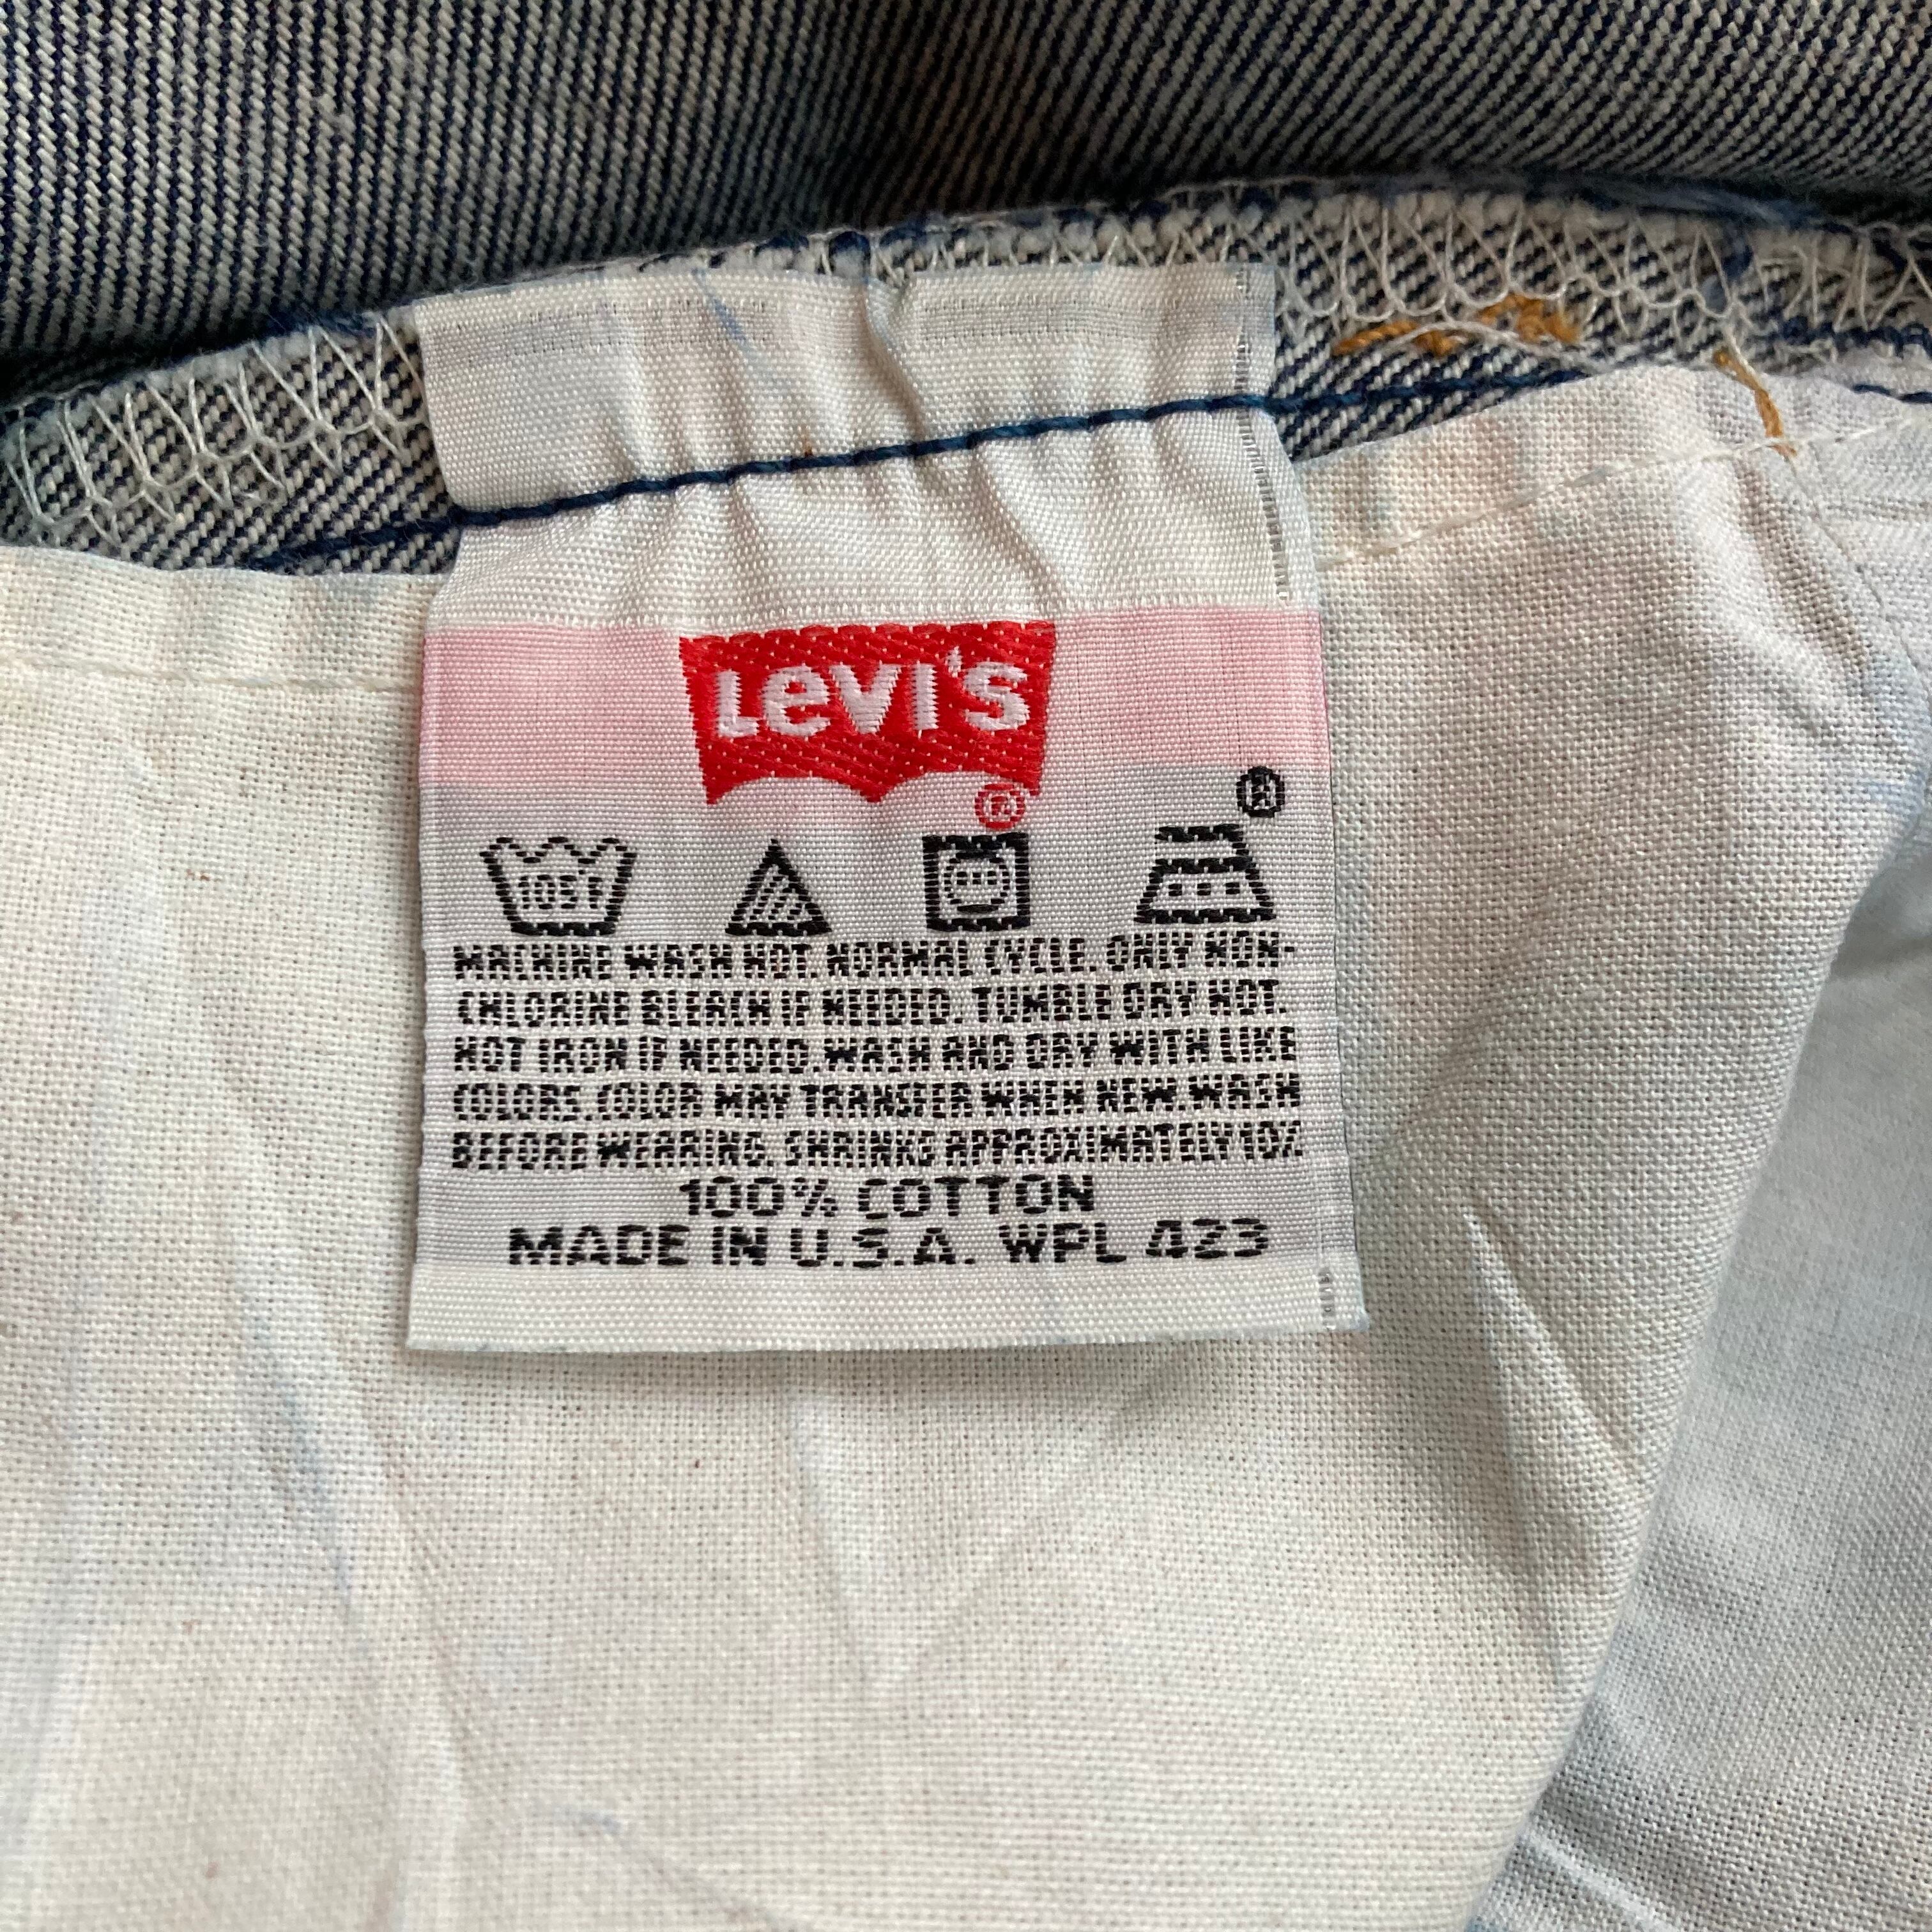 Levi's
®
®
105 F
MACHINE WASH HOT. NORMAL CYCLE. ONLY NON-
CHLORINE BLEACH IF NEEDED. TUMBLE DRY HOT.
HOT IRON IF NEEDED. WASH AND DRY WITH LIKE
COLORS. COLOR MAY TRANSFER WHEN NEW. WASH
BEFORE WEARING. SHRINKS APPROXIMATELY 10%
100% COTTON
MADE IN U.S.A. WPL 423